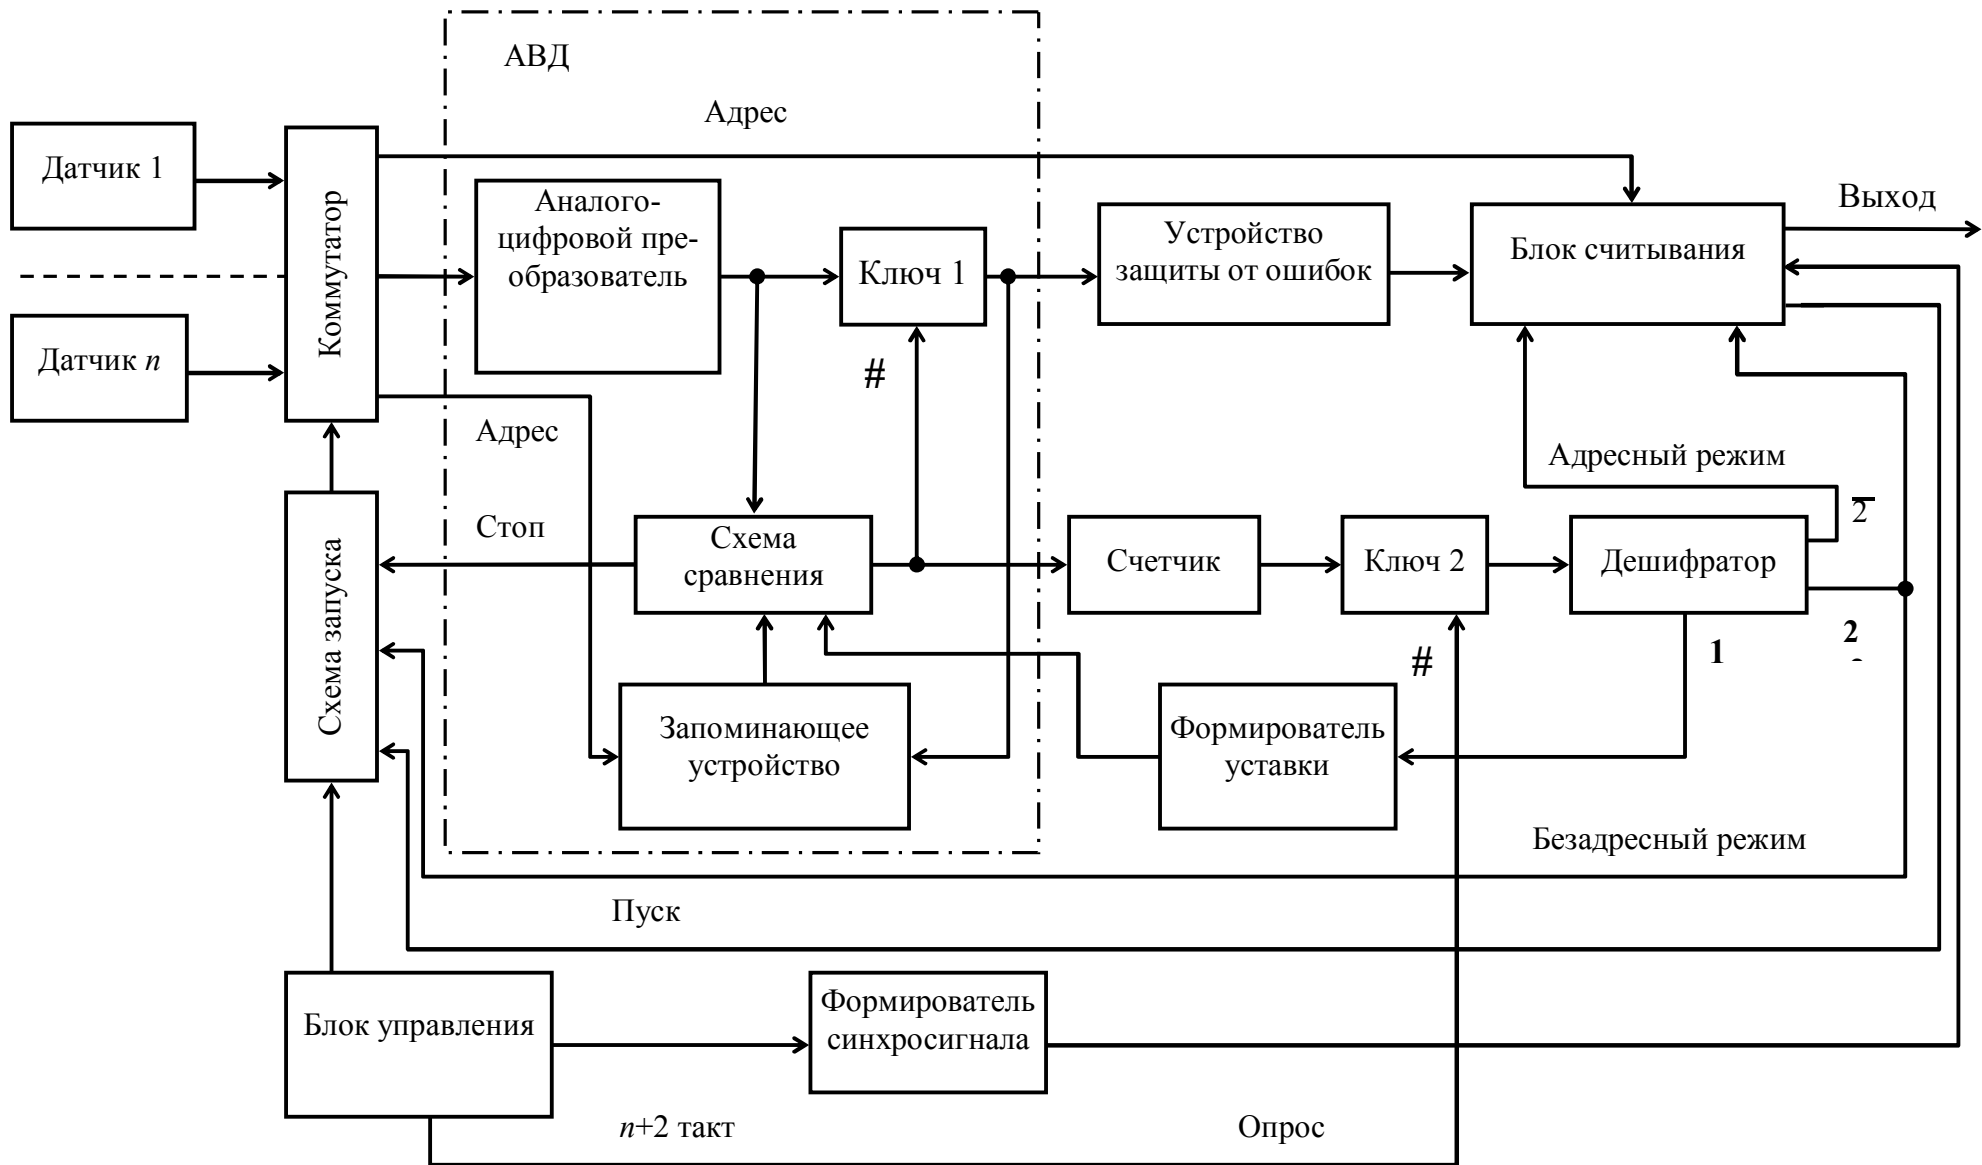 АВД
Адрес
Датчик 1
Коммутатор
Аналого-
цифровой пре-
образователь
Ключ 1
Устройство
защиты от ошибок
Блок считывания
Выход
Датчик n
#
Адрес
Адресный режим
2
Стоп
Схема запуска
Схема
сравнения
Счетчик
Ключ 2
Дешифратор
#
1
2
Запоминающее
устройство
Формирователь
уставки
Безадресный режим
Пуск
Блок управления
Формирователь
синхросигнала
n+2 такт
Опрос